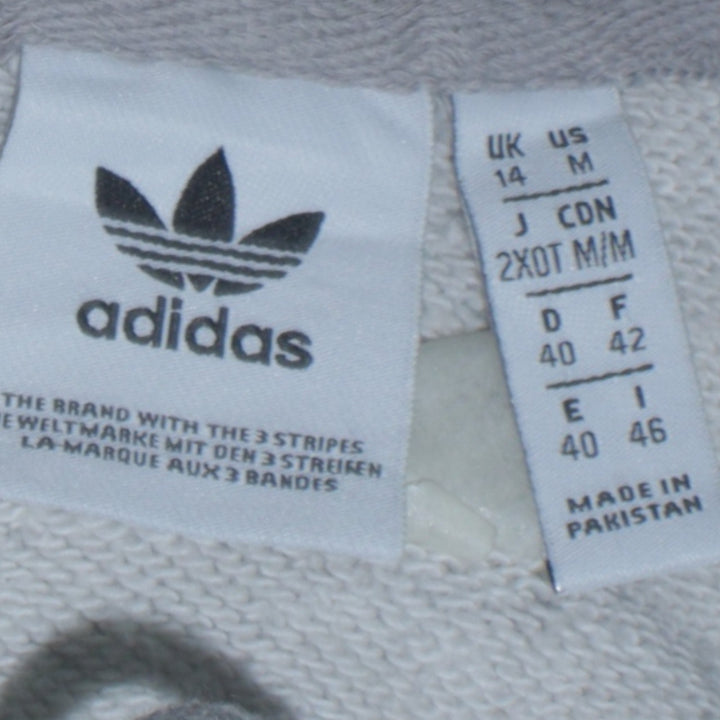 adidas
THE BRAND WITH THE 3 STRIPES
E WELTMARKE MIT DEN 3 STREIFEN
LA MARQUE AUX 3 BANDES
UK US
14 M
J CDN
2XOT M/M
D F
40 42
E I
40 46
MADE IN
PAKISTAN